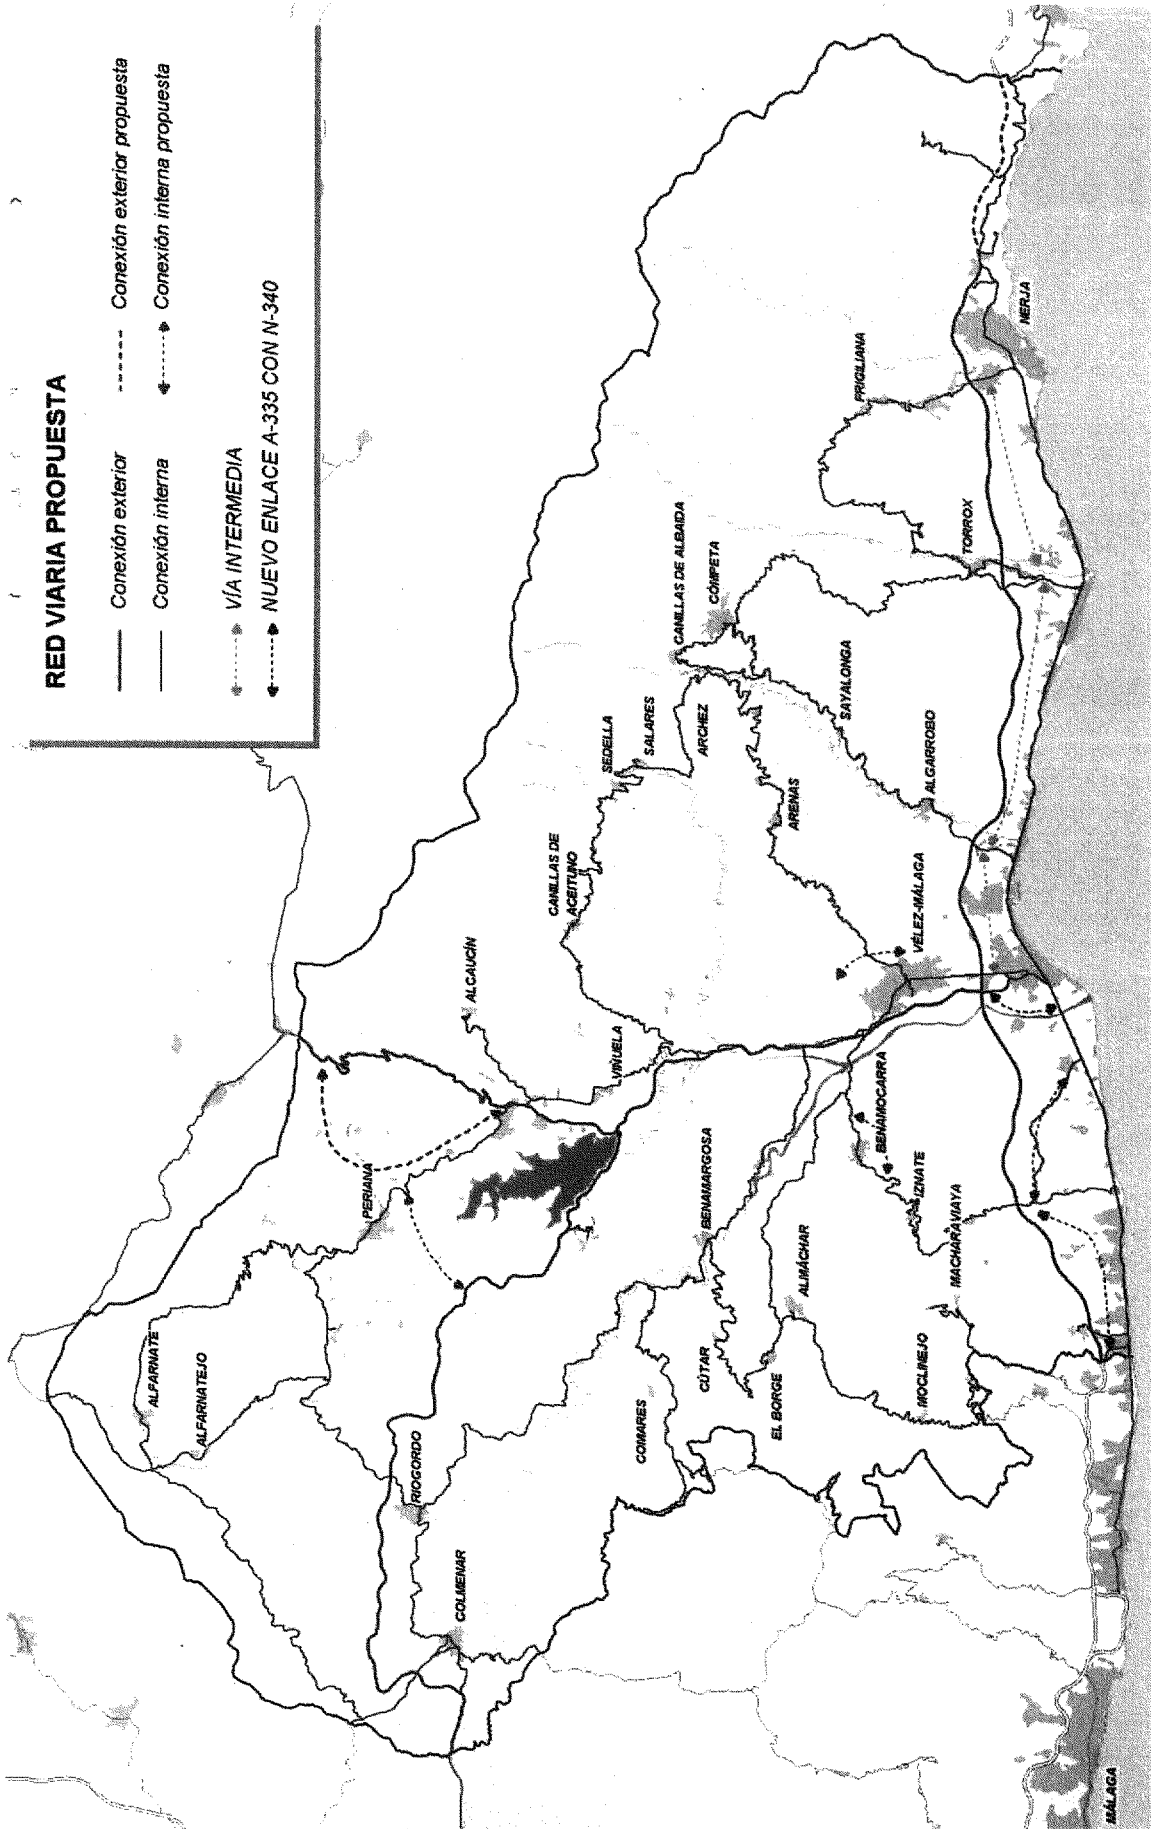 RED VIARIA PROPUESTA
Conexión exterior
Conexión exterior propuesta
Conexión interna
Conexión interna propuesta
VÍA INTERMEDIA
NUEVO ENLACE A-335 CON N-340
ALFARNATE
ALFARNATEJO
PERIANA
RIOGORDO
COLMENAR
ALCAUCÍN
CANILLAS DE
ACEITUNO
SEDELLA
SALARES
CANILLAS DE ALBAIDA
CÓMPETA
ARCHEZ
VIÑUELA
COMARES
CÚTAR
BENAMARGOSA
EL BORGE
ALMÁCHAR
ARENAS
SAYALONGA
FRIGILIANA
BENAMOCARRA
IZNATE
VÉLEZ-MÁLAGA
ALGARROBO
TORROX
NERJA
MOCLINEJO
MACHARAVIAYA
MÁLAGA